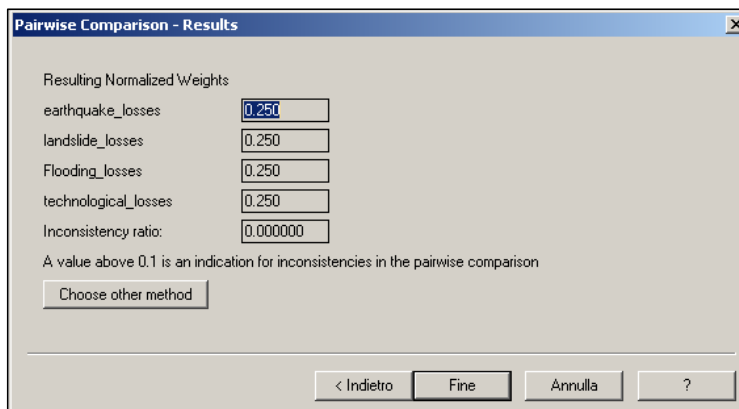 Pairwise Comparison - Results
Resulting Normalized Weights
earthquake_losses 0.250
landslide_losses 0.250
Flooding_losses 0.250
technological_losses 0.250
Inconsistency ratio: 0.000000
A value above 0.1 is an indication for inconsistencies in the pairwise comparison
Choose other method
< Indietro Fine Annulla ?